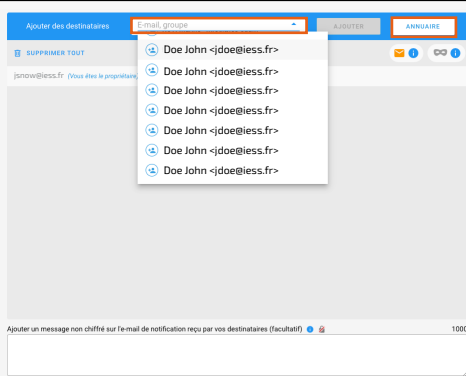 Ajouter des destinataires
E-mail, groupe
AJOUTER
ANNUAIRE
SUPPRIMER TOUT
jsnow@iess.fr (Vous êtes le propriétaire)
Doe John <jdoe@iess.fr>
Doe John <jdoe@iess.fr>
Doe John <jdoe@iess.fr>
Doe John <jdoe@iess.fr>
Doe John <jdoe@iess.fr>
Doe John <jdoe@iess.fr>
Doe John <jdoe@iess.fr>
Ajouter un message non chiffré sur l'e-mail de notification reçu par vos destinataires (facultatif)
1000